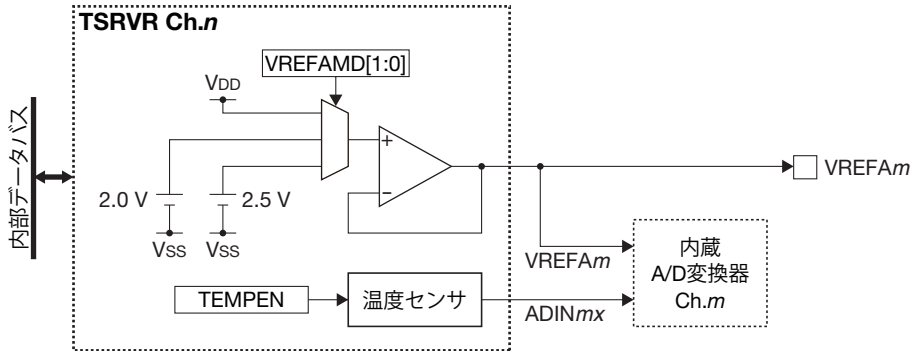 TSRVR Ch.n
VREFAMD[1:0]
VDD
内部データバス
2.0 V
2.5 V
VSS
VSS
+
−
VREFAm
VREFAm
内蔵
A/D変換器
Ch.m
TEMPEN
温度センサ
ADINmx